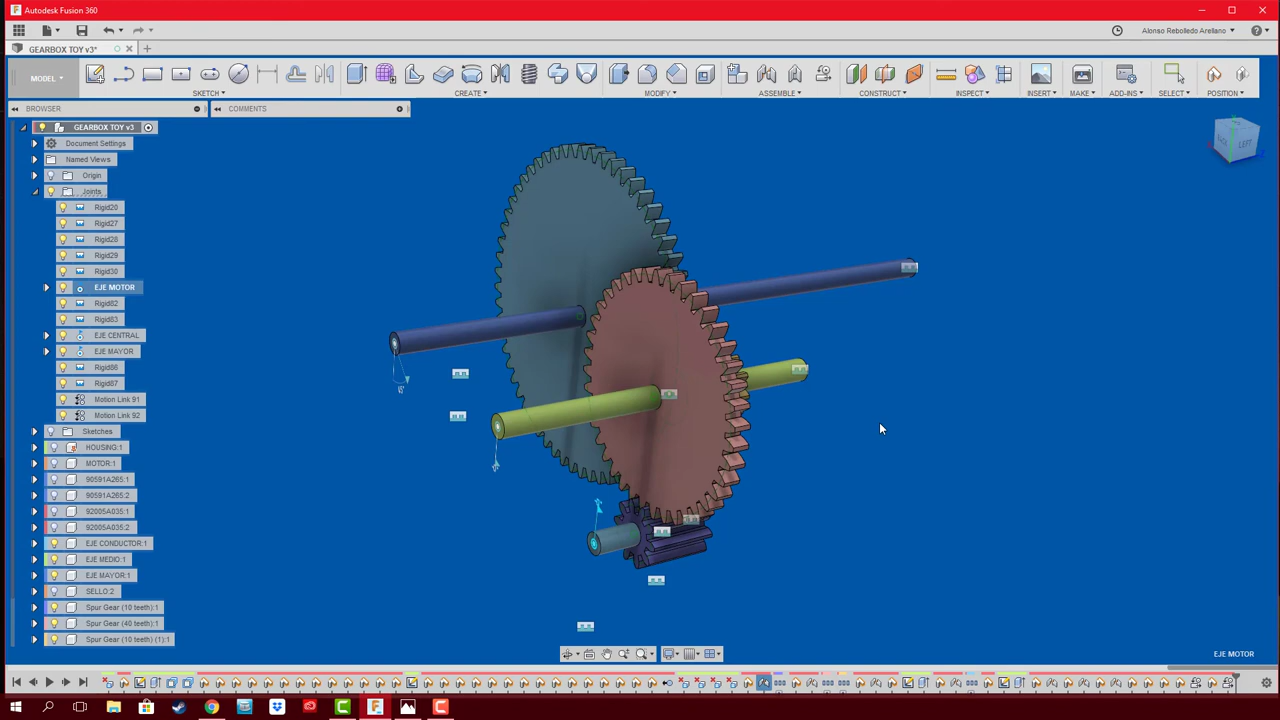 Autodesk Fusion 360
Alonso Rebolledo Arellano
GEARBOX TOY v3*
MODEL
SKETCH
CREATE
MODIFY
ASSEMBLE
CONSTRUCT
INSPECT
INSERT
MAKE
ADD-INS
SELECT
POSITION
BROWSER
COMMENTS
GEARBOX TOY v3
Document Settings
Named Views
Origin
Joints
Rigid20
Rigid27
Rigid28
Rigid29
Rigid30
EJE MOTOR
Rigid82
Rigid83
EJE CENTRAL
EJE MAYOR
Rigid86
Rigid87
Motion Link 91
Motion Link 92
Sketches
HOUSING:1
MOTOR:1
90591A265:1
90591A265:2
92005A035:1
92005A035:2
EJE CONDUCTOR:1
EJE MEDIO:1
EJE MAYOR:1
SELLO:2
Spur Gear (10 teeth):1
Spur Gear (40 teeth):1
Spur Gear (10 teeth) (1):1
LEFT
EJE MOTOR